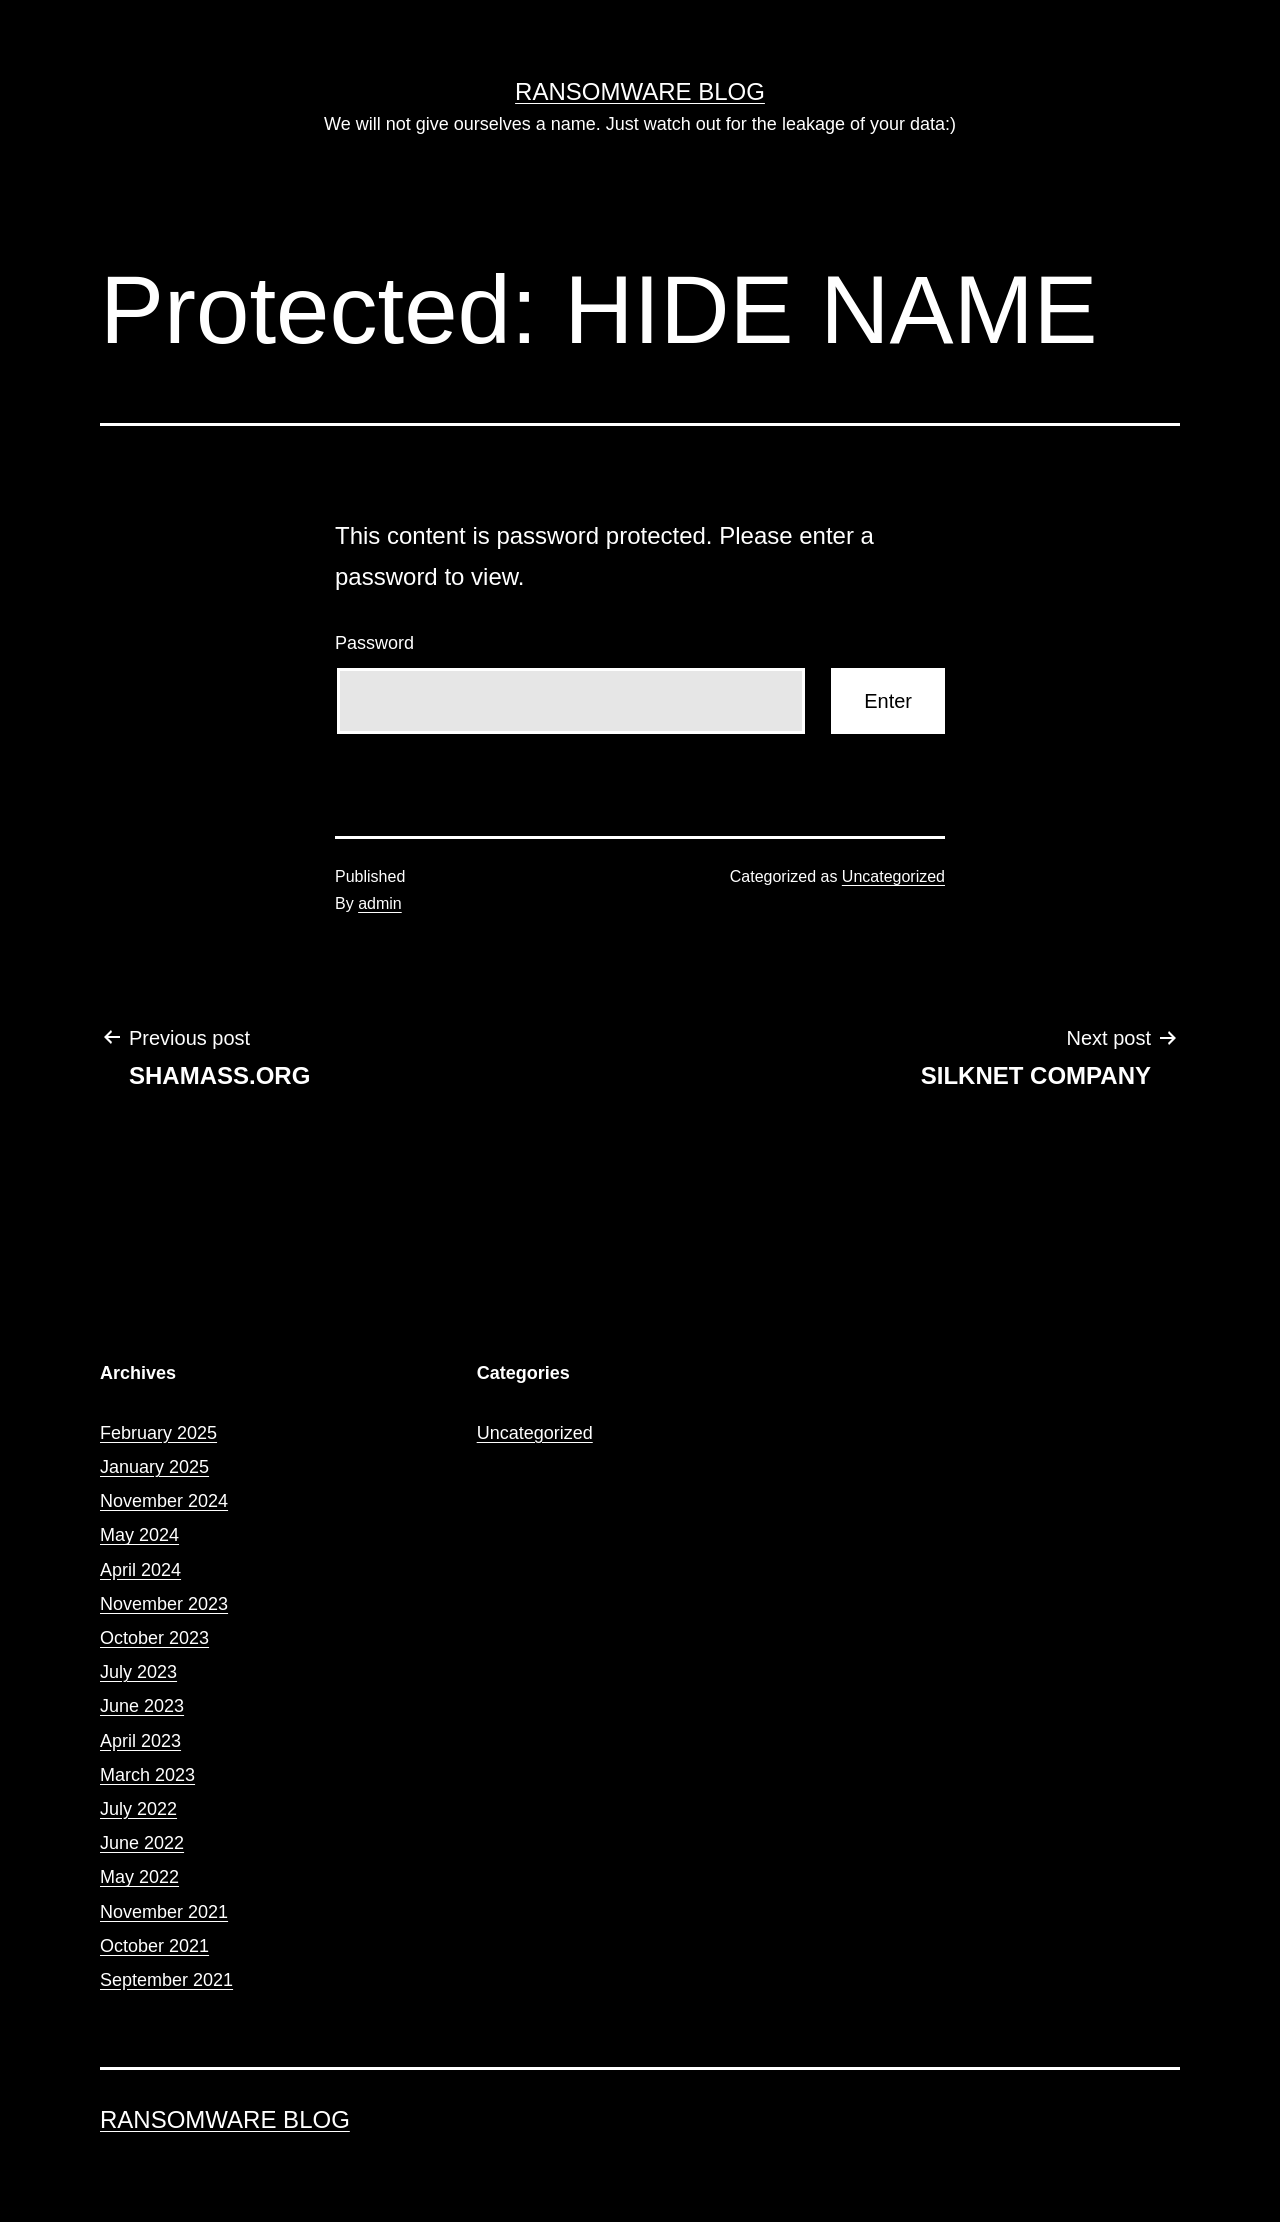 RANSOMWARE BLOG
We will not give ourselves a name. Just watch out for the leakage of your data:)
Protected: HIDE NAME
This content is password protected. Please enter a
password to view.
Password
Enter
Published
By admin
Categorized as Uncategorized
Previous post
SHAMASS.ORG
Next post
SILKNET COMPANY
Archives
February 2025
January 2025
November 2024
May 2024
April 2024
November 2023
October 2023
July 2023
June 2023
April 2023
March 2023
July 2022
June 2022
May 2022
November 2021
October 2021
September 2021
Categories
Uncategorized
RANSOMWARE BLOG